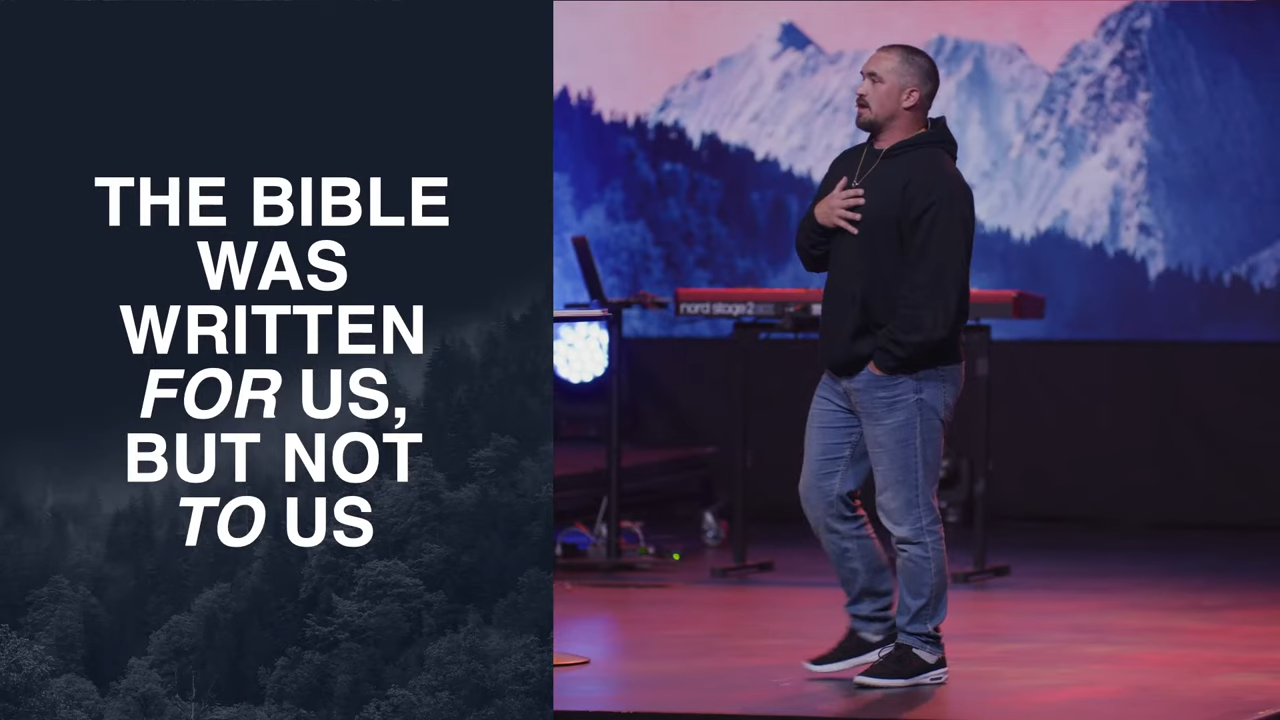 THE BIBLE
WAS
WRITTEN
FOR US,
BUT NOT
TO US
nord stage 2